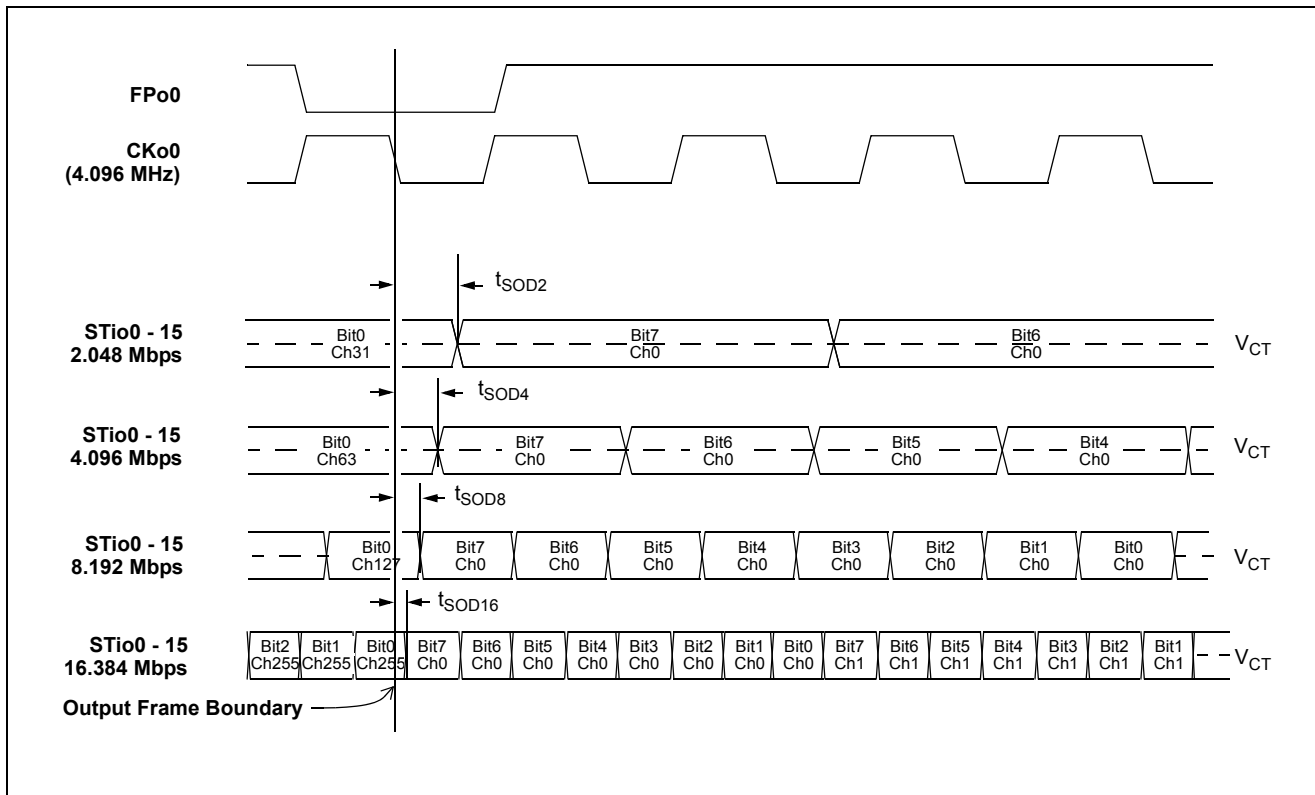 FPo0
CKo0
(4.096 MHz)
tSOD2
STio0 - 15
2.048 Mbps
Bit0 Bit7 Bit6
Ch31 Ch0 Ch0
VCT
tSOD4
STio0 - 15
4.096 Mbps
Bit0 Bit7 Bit6 Bit5 Bit4
Ch63 Ch0 Ch0 Ch0 Ch0
VCT
tSOD8
STio0 - 15
8.192 Mbps
Bit0 Bit7 Bit6 Bit5 Bit4 Bit3 Bit2 Bit1 Bit0
Ch127 Ch0 Ch0 Ch0 Ch0 Ch0 Ch0 Ch0 Ch0
VCT
tSOD16
STio0 - 15
16.384 Mbps
Bit2 Bit1 Bit0 Bit7 Bit6 Bit5 Bit4 Bit3 Bit2 Bit1 Bit0 Bit7 Bit6 Bit5 Bit4 Bit3 Bit2 Bit1
Ch255 Ch255 Ch255 Ch0 Ch0 Ch0 Ch0 Ch0 Ch0 Ch0 Ch0 Ch1 Ch1 Ch1 Ch1 Ch1 Ch1 Ch1
VCT
Output Frame Boundary